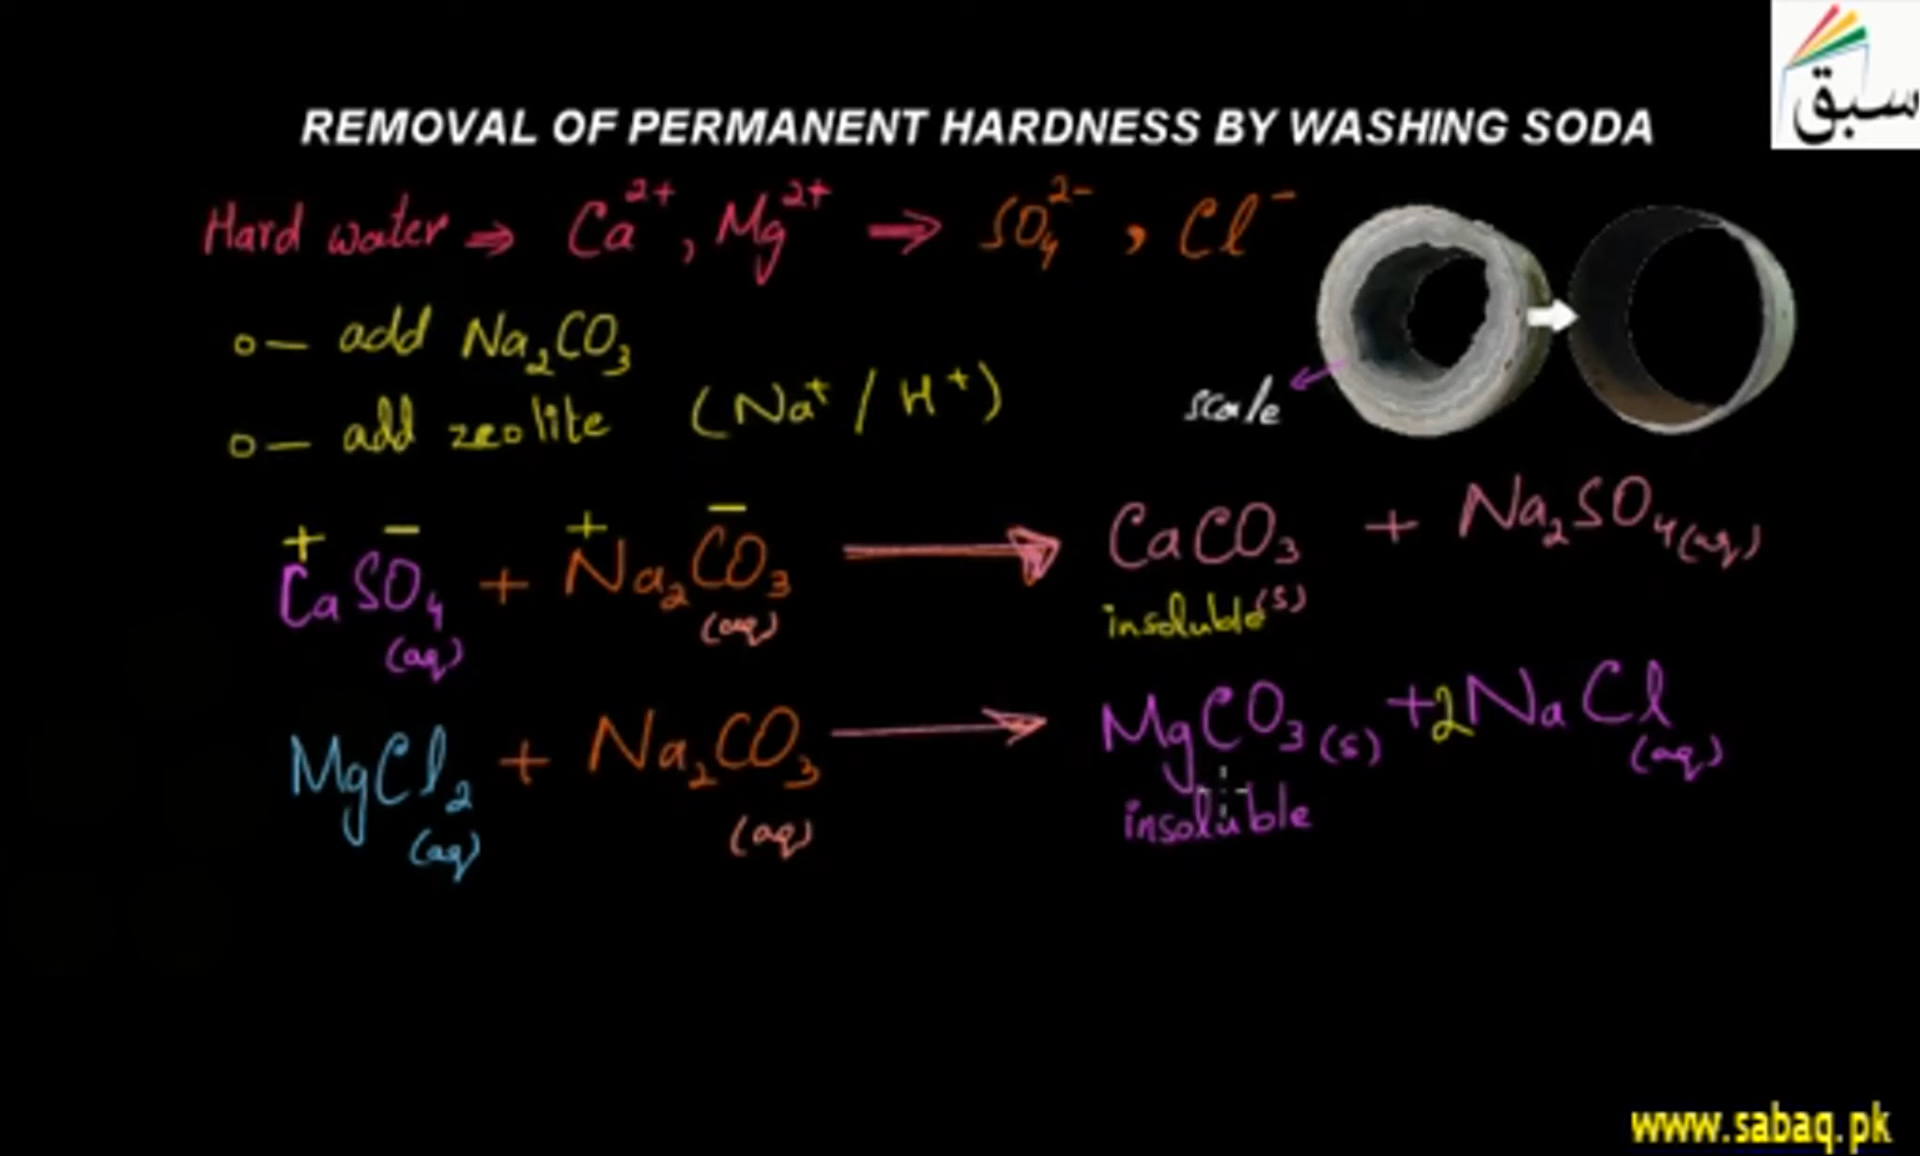 سبق
REMOVAL OF PERMANENT HARDNESS BY WASHING SODA
Hard water ⇒ Ca²⁺, Mg²⁺ ⇒ SO₄²⁻, Cl⁻
o— add Na₂CO₃
o— add zeolite (Na⁺ / H⁺)
scale
+ − + −
CaSO₄ (aq) + Na₂CO₃ (aq) → CaCO₃ (s) + Na₂SO₄ (aq)
insoluble
MgCl₂ (aq) + Na₂CO₃ (aq) → MgCO₃ (s) + 2NaCl (aq)
insoluble
www.sabaq.pk